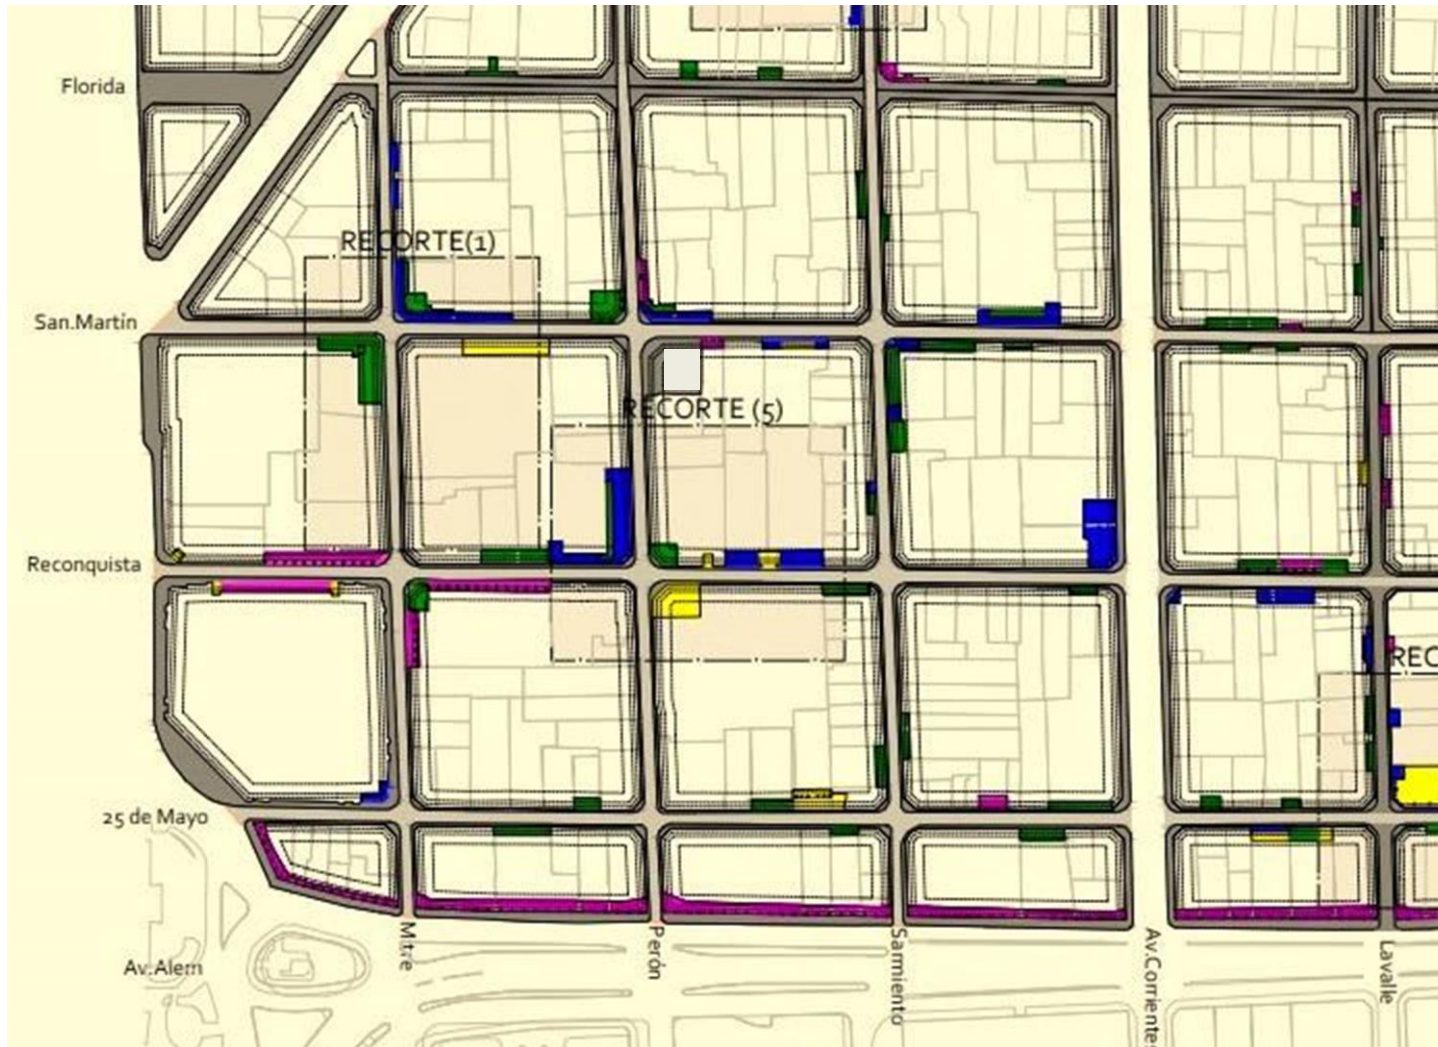 Florida
RECORTE(1)
San.Martín
RECORTE (5)
Reconquista
REC
25 de Mayo
Av.Alem
Mitre
Perón
Sarmiento
Av.Corrientes
Lavalle